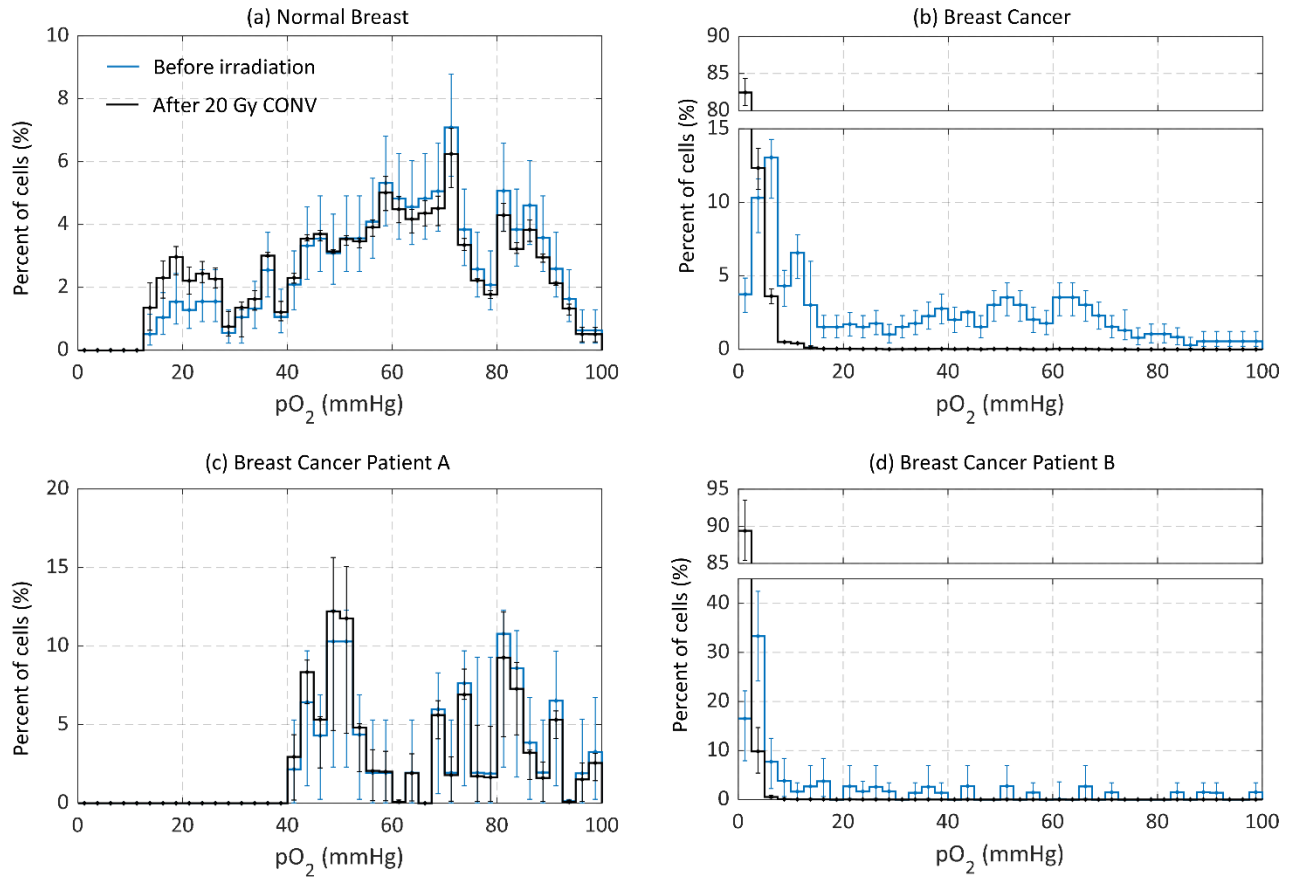 (a) Normal Breast
10
8
6
4
2
0
Percent of cells (%)
Before irradiation
After 20 Gy CONV
0 20 40 60 80 100
pO₂ (mmHg)
(b) Breast Cancer
90
85
80
15
10
5
0
Percent of cells (%)
0 20 40 60 80 100
pO₂ (mmHg)
(c) Breast Cancer Patient A
20
15
10
5
0
Percent of cells (%)
0 20 40 60 80 100
pO₂ (mmHg)
(d) Breast Cancer Patient B
95
90
85
40
30
20
10
0
Percent of cells (%)
0 20 40 60 80 100
pO₂ (mmHg)